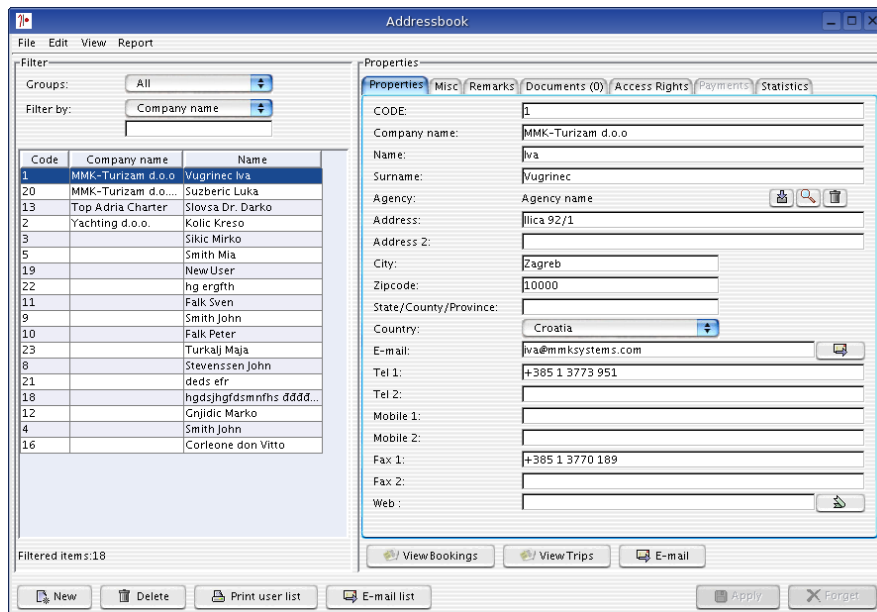 Addressbook
File Edit View Report
Filter
Groups: All
Filter by: Company name
Code Company name Name
1 MMK-Turizam d.o.o Vugrinec Iva
20 MMK-Turizam d.o.... Suzberic Luka
13 Top Adria Charter Slovsa Dr. Darko
2 Yachting d.o.o. Kolic Kreso
3 Sikic Mirko
5 Smith Mia
19 New User
22 hg ergfth
11 Falk Sven
9 Smith John
10 Falk Peter
23 Turkalj Maja
8 Stevenssen John
21 deds efr
18 hgdsjhgfdsmnfhs đđđđ...
12 Gnjidic Marko
4 Smith John
16 Corleone don Vitto
Filtered items:18
Properties
Properties Misc Remarks Documents (0) Access Rights Payments Statistics
CODE: 1
Company name: MMK-Turizam d.o.o
Name: Iva
Surname: Vugrinec
Agency: Agency name
Address: Ilica 92/1
Address 2:
City: Zagreb
Zipcode: 10000
State/County/Province:
Country: Croatia
E-mail: iva@mmksystems.com
Tel 1: +385 1 3773 951
Tel 2:
Mobile 1:
Mobile 2:
Fax 1: +385 1 3770 189
Fax 2:
Web :
View Bookings View Trips E-mail
New Delete Print user list E-mail list Apply Forget